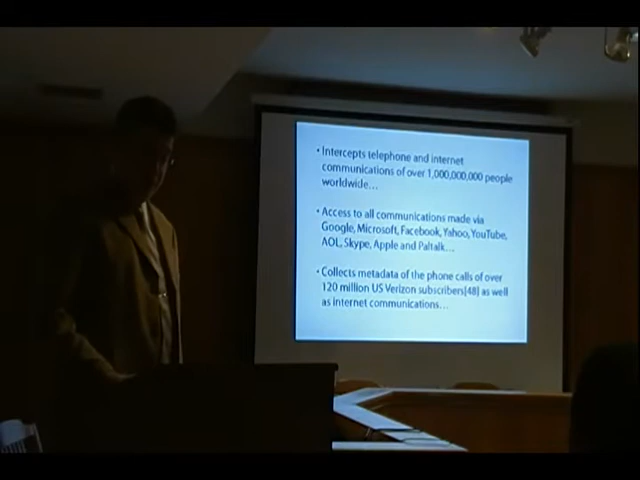 • Intercepts telephone and internet
communications of over 1,000,000,000 people
worldwide…
• Access to all communications made via
Google, Microsoft, Facebook, Yahoo, YouTube,
AOL, Skype, Apple and Paltalk…
• Collects metadata of the phone calls of over
120 million US Verizon subscribers[48] as well
as internet communications…